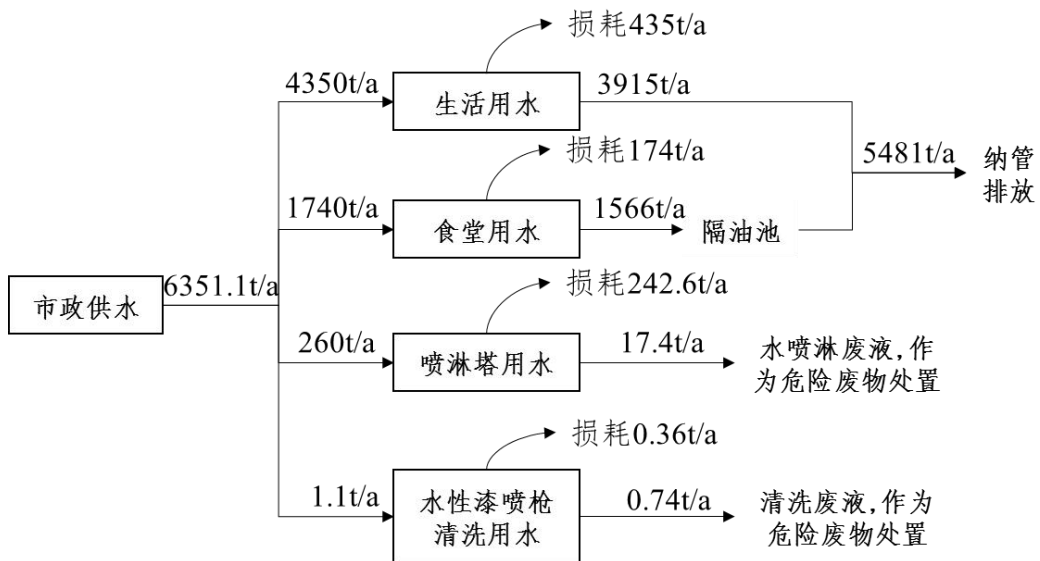 损耗435t/a
4350t/a
生活用水
3915t/a
损耗174t/a
5481t/a
纳管
排放
1740t/a
食堂用水
1566t/a
隔油池
市政供水
6351.1t/a
损耗242.6t/a
260t/a
喷淋塔用水
17.4t/a
水喷淋废液,作
为危险废物处置
损耗0.36t/a
1.1t/a
水性漆喷枪
清洗用水
0.74t/a
清洗废液,作为
危险废物处置